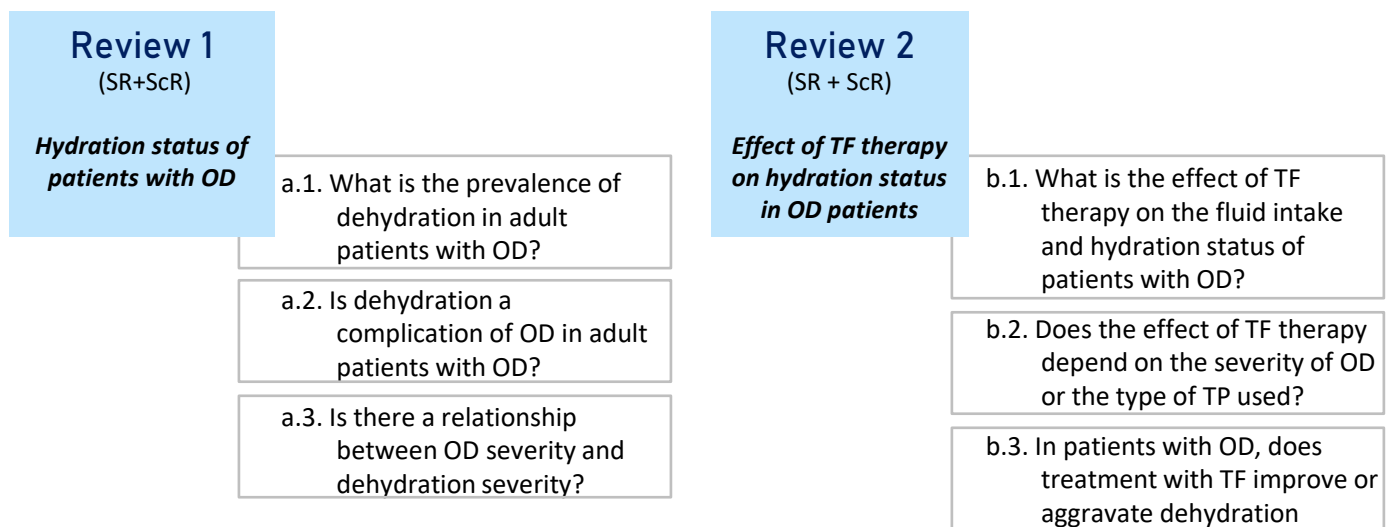 Review 1
(SR+ScR)
Hydration status of
patients with OD
a.1. What is the prevalence of
dehydration in adult
patients with OD?
a.2. Is dehydration a
complication of OD in adult
patients with OD?
a.3. Is there a relationship
between OD severity and
dehydration severity?
Review 2
(SR + ScR)
Effect of TF therapy
on hydration status
in OD patients
b.1. What is the effect of TF
therapy on the fluid intake
and hydration status of
patients with OD?
b.2. Does the effect of TF therapy
depend on the severity of OD
or the type of TP used?
b.3. In patients with OD, does
treatment with TF improve or
aggravate dehydration